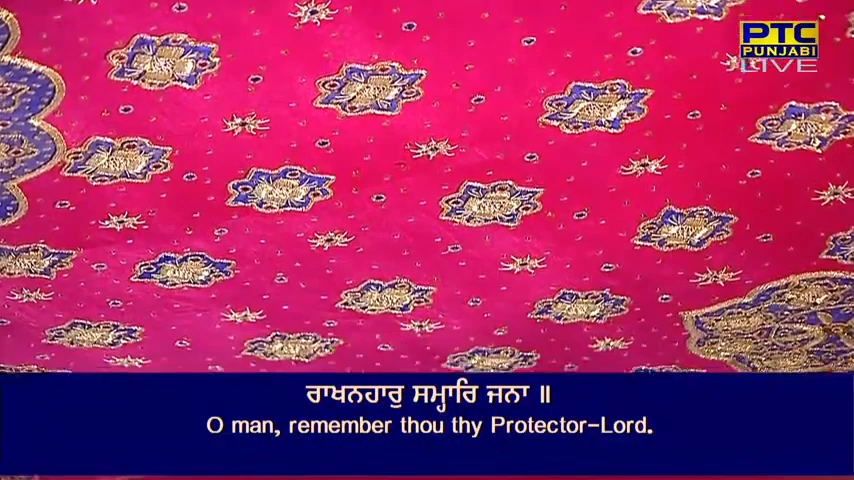 PTC
PUNJABI
LIVE
ਰਾਖਨਹਾਰੁ ਸਮ੍ਹਾਰਿ ਜਨਾ ॥
O man, remember thou thy Protector-Lord.